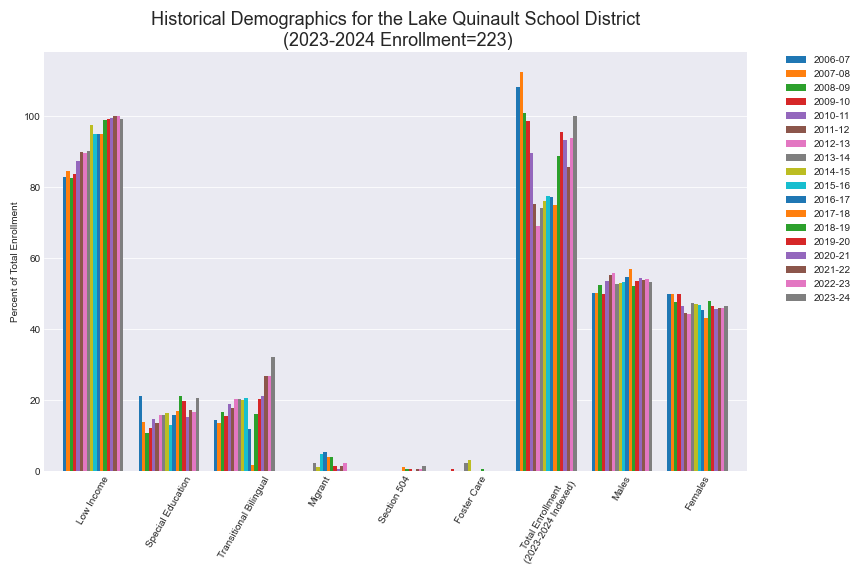 Historical Demographics for the Lake Quinault School District
(2023-2024 Enrollment=223)
Percent of Total Enrollment
100
80
60
40
20
0
Low Income
Special Education
Transitional Bilingual
Migrant
Section 504
Foster Care
Total Enrollment
(2023-2024 Indexed)
Males
Females
2006-07
2007-08
2008-09
2009-10
2010-11
2011-12
2012-13
2013-14
2014-15
2015-16
2016-17
2017-18
2018-19
2019-20
2020-21
2021-22
2022-23
2023-24